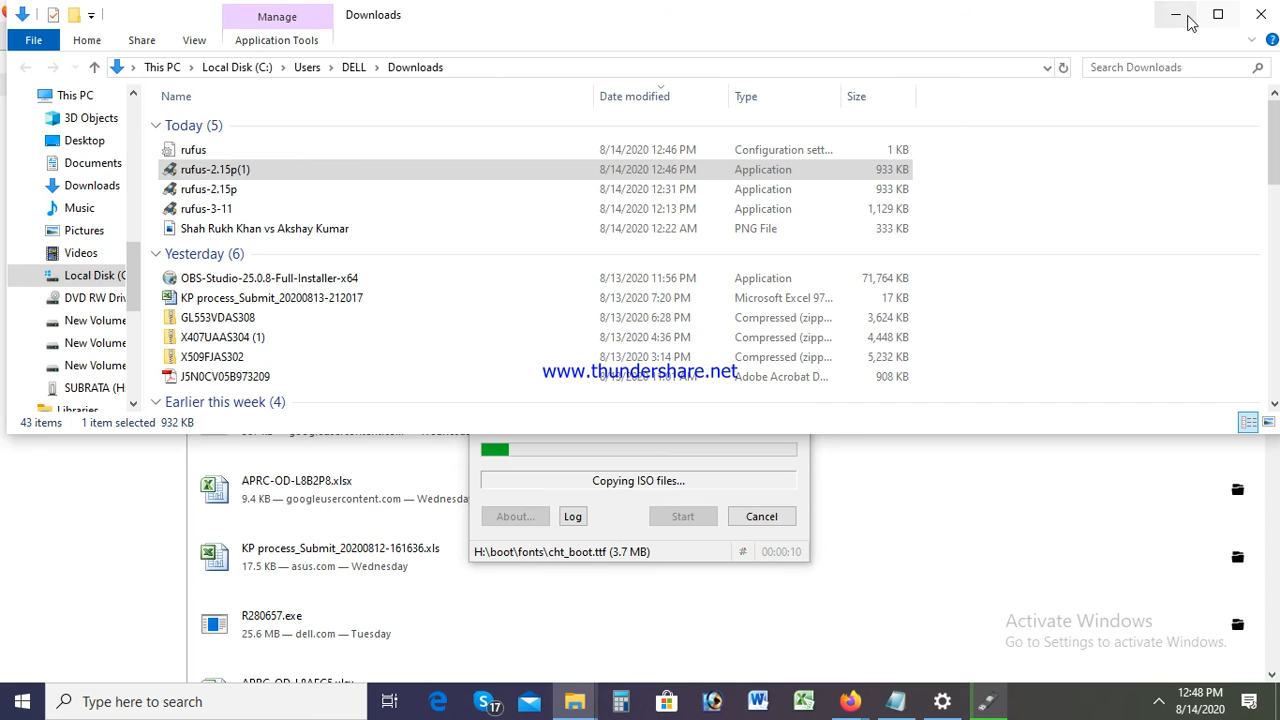 Manage
Downloads
File
Home
Share
View
Application Tools
This PC
Local Disk (C:)
Users
DELL
Downloads
Search Downloads
This PC
3D Objects
Desktop
Documents
Downloads
Music
Pictures
Videos
Local Disk (C
DVD RW Dri
New Volume
New Volume
New Volume
SUBRATA (H
Libraries
Name
Date modified
Type
Size
Today (5)
rufus 8/14/2020 12:46 PM Configuration sett... 1 KB
rufus-2.15p(1) 8/14/2020 12:46 PM Application 933 KB
rufus-2.15p 8/14/2020 12:31 PM Application 933 KB
rufus-3-11 8/14/2020 12:13 PM Application 1,129 KB
Shah Rukh Khan vs Akshay Kumar 8/14/2020 12:22 AM PNG File 333 KB
Yesterday (6)
OBS-Studio-25.0.8-Full-Installer-x64 8/13/2020 11:56 PM Application 71,764 KB
KP process_Submit_20200813-212017 8/13/2020 7:20 PM Microsoft Excel 97... 17 KB
GL553VDAS308 8/13/2020 6:28 PM Compressed (zipp... 3,624 KB
X407UAAS304 (1) 8/13/2020 4:36 PM Compressed (zipp... 4,448 KB
X509FJAS302 8/13/2020 3:14 PM Compressed (zipp... 5,232 KB
www.thundershare.net
J5N0CV05B973209 8/13/2020 11:01 AM Adobe Acrobat D... 908 KB
Earlier this week (4)
43 items 1 item selected 932 KB
Copying ISO files...
About...
Log
Start
Cancel
H:\boot\fonts\cht_boot.ttf (3.7 MB)
#
00:00:10
APRC-OD-L8B2P8.xlsx
9.4 KB — googleusercontent.com — Wednesday
KP process_Submit_20200812-161636.xls
17.5 KB — asus.com — Wednesday
R280657.exe
25.6 MB — dell.com — Tuesday
Activate Windows
Go to Settings to activate Windows.
Type here to search
17
12:48 PM
8/14/2020